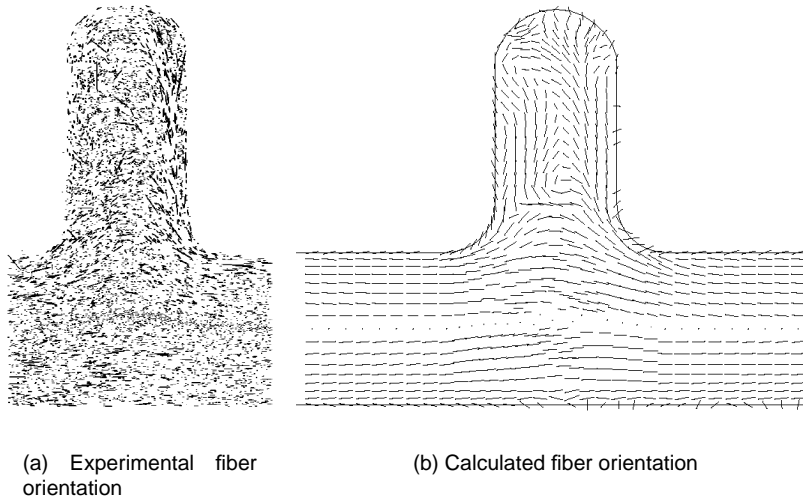 (a) Experimental fiber
orientation
(b) Calculated fiber orientation